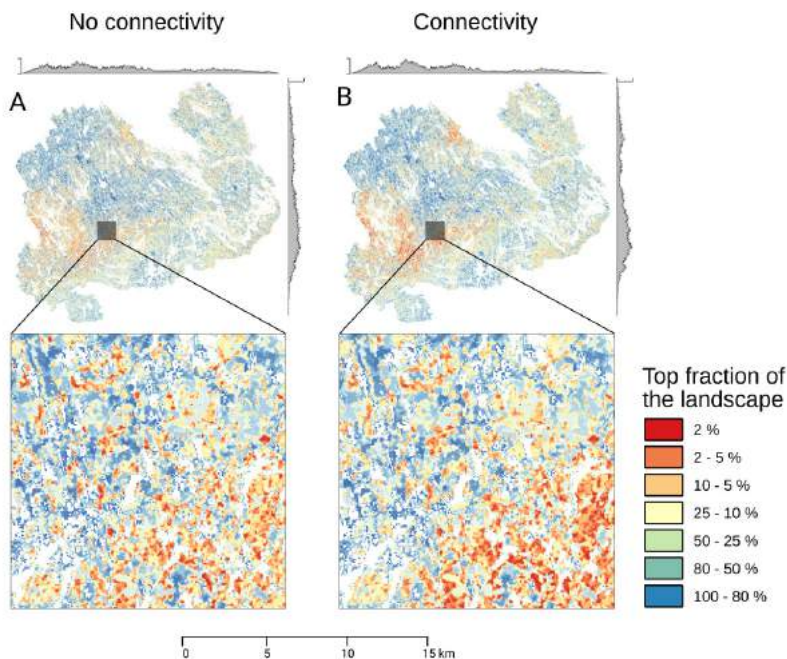 No connectivity
Connectivity
A
B
Top fraction of
the landscape
2 %
2 - 5 %
10 - 5 %
25 - 10 %
50 - 25 %
80 - 50 %
100 - 80 %
0
5
10
15 km